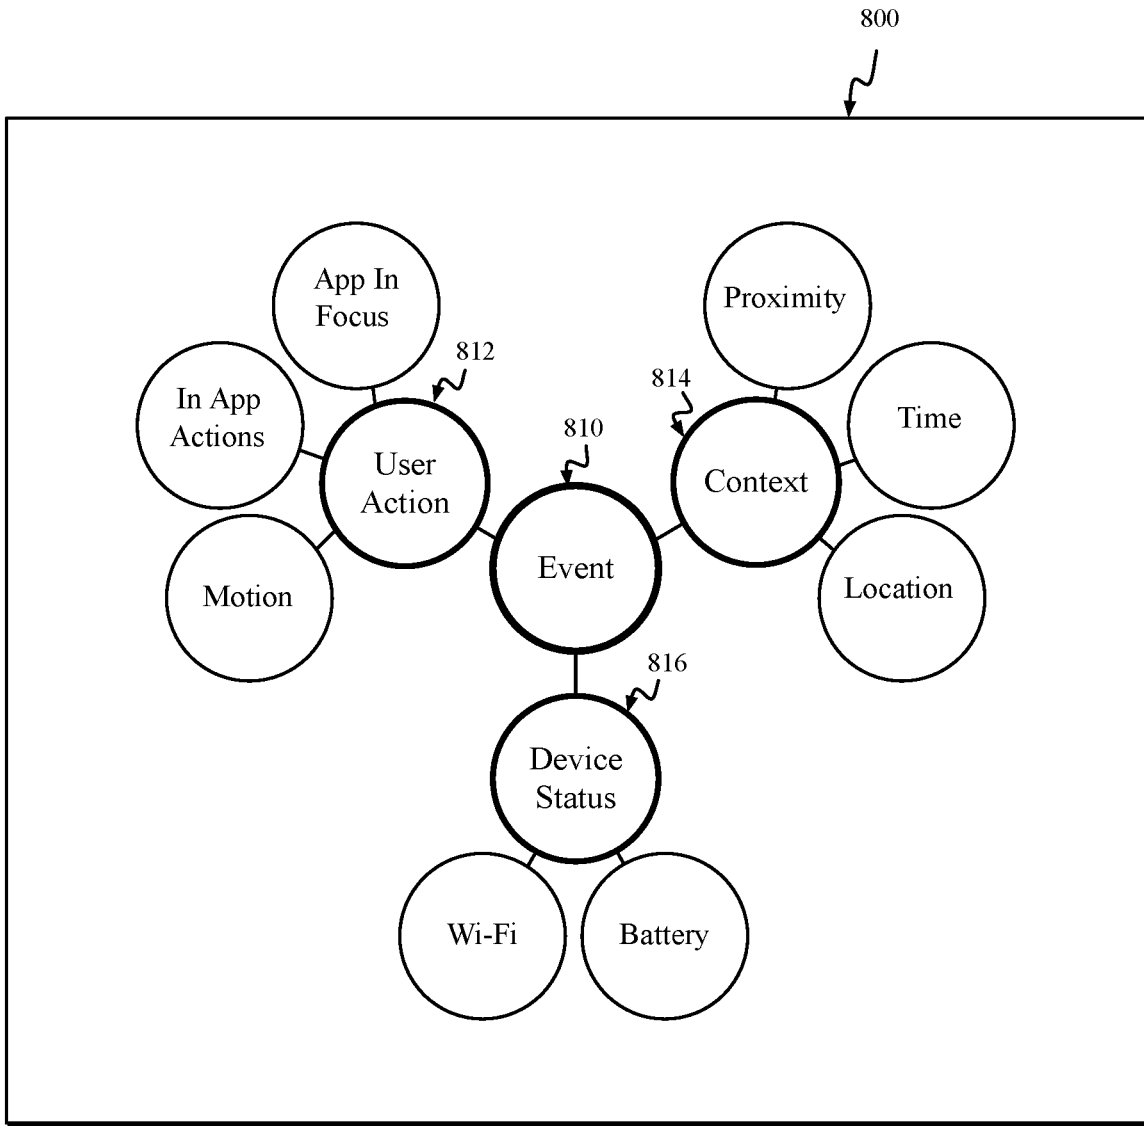 800
App In
Focus
Proximity
812
814
In App
Actions
Time
810
User
Action
Context
Event
Motion
Location
816
Device
Status
Wi-Fi
Battery